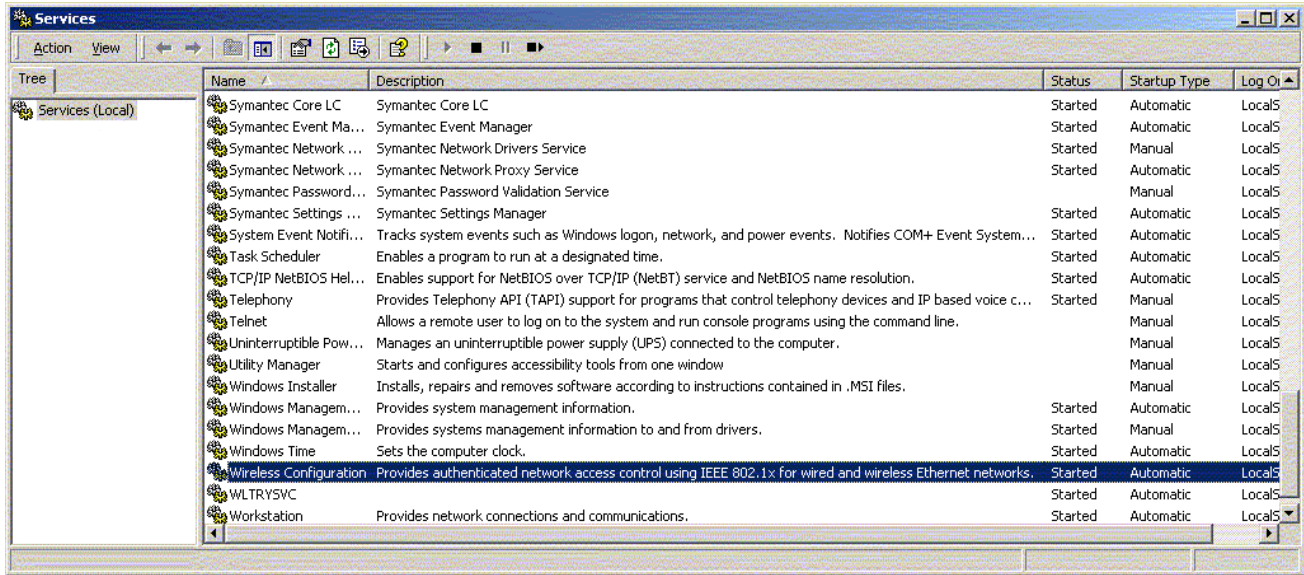 Services
Action View
Tree
Name Description Status Startup Type Log O
Services (Local)
Symantec Core LC Symantec Core LC Started Automatic LocalS
Symantec Event Ma... Symantec Event Manager Started Automatic LocalS
Symantec Network ... Symantec Network Drivers Service Started Manual LocalS
Symantec Network ... Symantec Network Proxy Service Started Automatic LocalS
Symantec Password... Symantec Password Validation Service Manual LocalS
Symantec Settings ... Symantec Settings Manager Started Automatic LocalS
System Event Notifi... Tracks system events such as Windows logon, network, and power events. Notifies COM+ Event System... Started Automatic LocalS
Task Scheduler Enables a program to run at a designated time. Started Automatic LocalS
TCP/IP NetBIOS Hel... Enables support for NetBIOS over TCP/IP (NetBT) service and NetBIOS name resolution. Started Automatic LocalS
Telephony Provides Telephony API (TAPI) support for programs that control telephony devices and IP based voice c... Started Manual LocalS
Telnet Allows a remote user to log on to the system and run console programs using the command line. Manual LocalS
Uninterruptible Pow... Manages an uninterruptible power supply (UPS) connected to the computer. Manual LocalS
Utility Manager Starts and configures accessibility tools from one window Manual LocalS
Windows Installer Installs, repairs and removes software according to instructions contained in .MSI files. Manual LocalS
Windows Managem... Provides system management information. Started Automatic LocalS
Windows Managem... Provides systems management information to and from drivers. Started Manual LocalS
Windows Time Sets the computer clock. Started Automatic LocalS
Wireless Configuration Provides authenticated network access control using IEEE 802.1x for wired and wireless Ethernet networks. Started Automatic LocalS
WLTRYSVC Started Automatic LocalS
Workstation Provides network connections and communications. Started Automatic LocalS